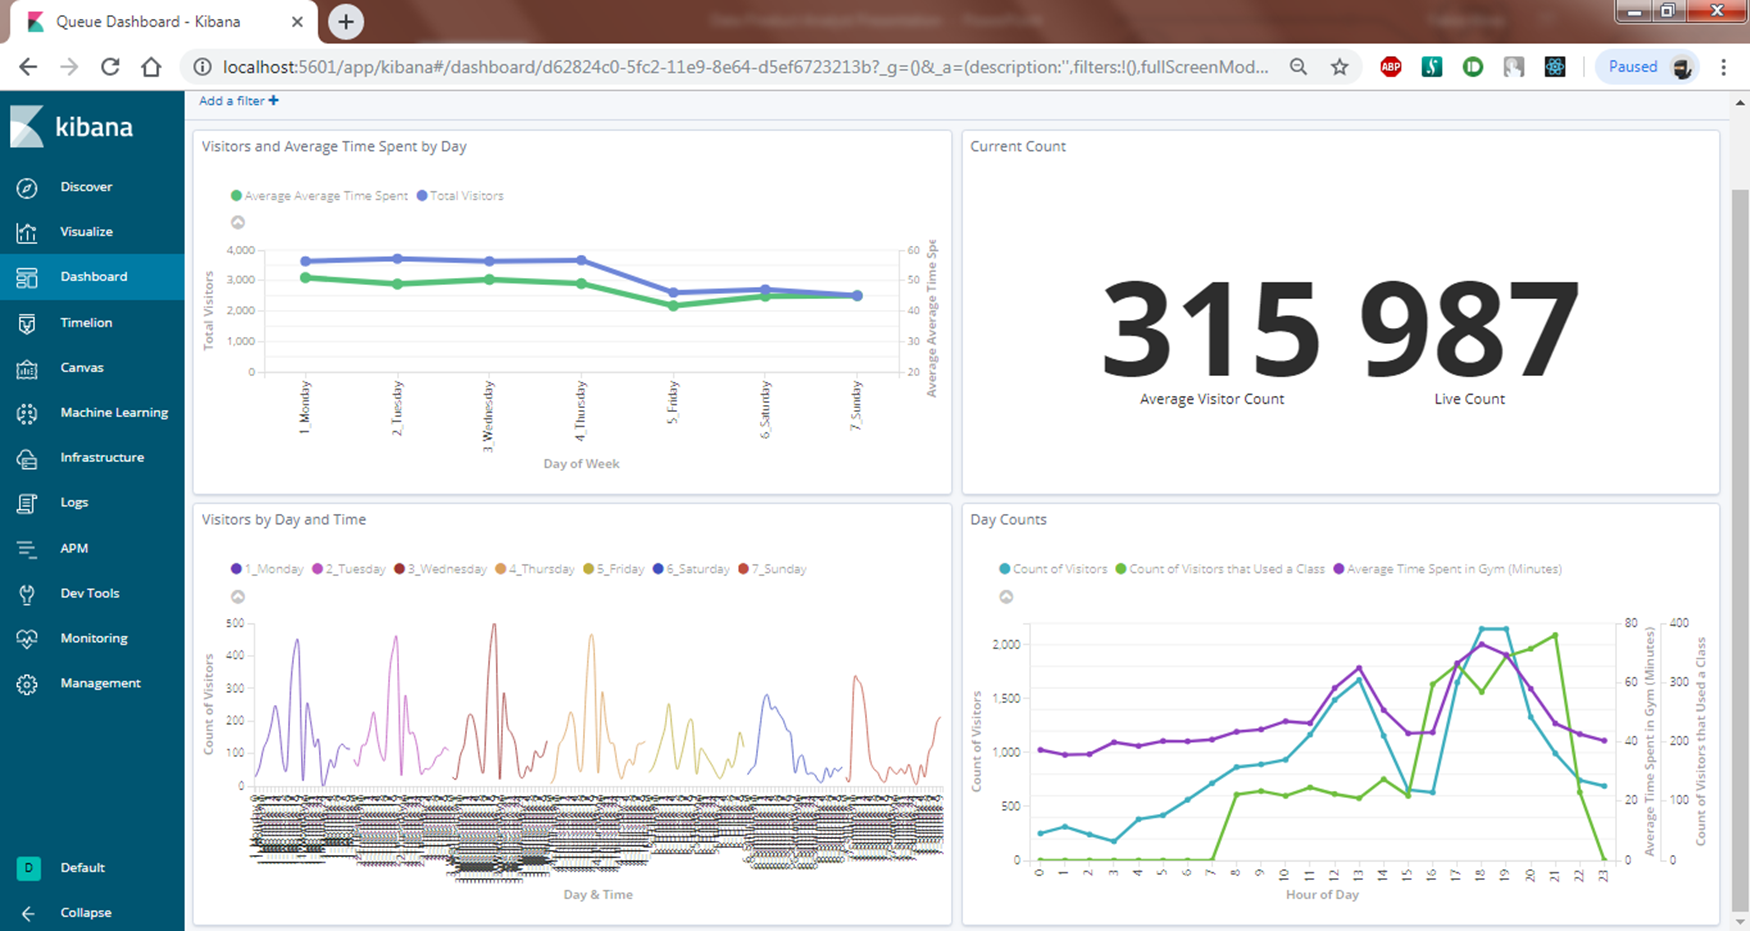 Queue Dashboard - Kibana
localhost:5601/app/kibana#/dashboard/d62824c0-5fc2-11e9-8e64-d5ef6723213b?_g=()&_a=(description:'',filters:!(),fullScreenMod...
ABP
Paused
kibana
Discover
Visualize
Dashboard
Timelion
Canvas
Machine Learning
Infrastructure
Logs
APM
Dev Tools
Monitoring
Management
D Default
Collapse
Add a filter +
Visitors and Average Time Spent by Day
Average Average Time Spent Total Visitors
4,000
3,000
2,000
1,000
0
Total Visitors
60
50
40
30
20
Average Average Time Spe
1_Monday
2_Tuesday
3_Wednesday
4_Thursday
5_Friday
6_Saturday
7_Sunday
Day of Week
Current Count
315 987
Average Visitor Count Live Count
Visitors by Day and Time
1_Monday 2_Tuesday 3_Wednesday 4_Thursday 5_Friday 6_Saturday 7_Sunday
500
400
300
200
100
0
Count of Visitors
Day & Time
Day Counts
Count of Visitors Count of Visitors that Used a Class Average Time Spent in Gym (Minutes)
2,000
1,500
1,000
500
0
Count of Visitors
80
60
40
20
0
Average Time Spent in Gym (Minutes)
400
300
200
100
0
Count of Visitors that Used a Class
0 1 2 3 4 5 6 7 8 9 10 11 12 13 14 15 16 17 18 19 20 21 22 23
Hour of Day